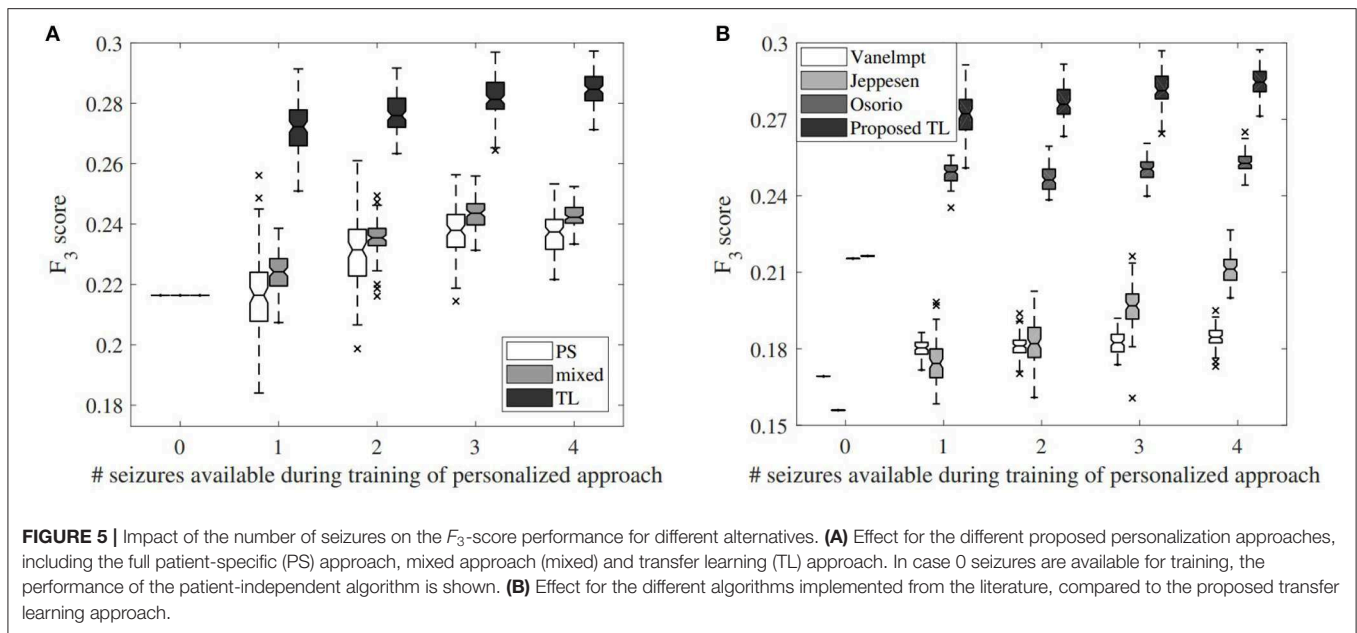 A
0.3
0.28
0.26
0.24
0.22
0.2
0.18
F3 score
PS
mixed
TL
0 1 2 3 4
# seizures available during training of personalized approach
B
0.3
0.27
0.24
0.21
0.18
0.15
F3 score
VaneImpt
Jeppesen
Osorio
Proposed TL
0 1 2 3 4
# seizures available during training of personalized approach
FIGURE 5 | Impact of the number of seizures on the F3-score performance for different alternatives. (A) Effect for the different proposed personalization approaches,
including the full patient-specific (PS) approach, mixed approach (mixed) and transfer learning (TL) approach. In case 0 seizures are available for training, the
performance of the patient-independent algorithm is shown. (B) Effect for the different algorithms implemented from the literature, compared to the proposed transfer
learning approach.